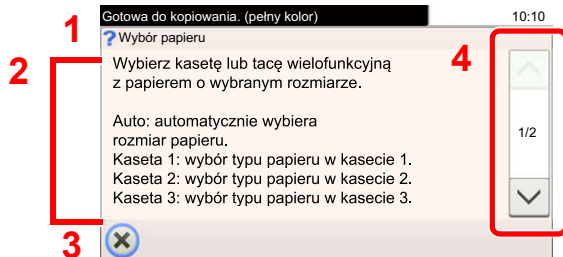 Gotowa do kopiowania. (pełny kolor)
10:10
1
? Wybór papieru
2
4
Wybierz kasetę lub tacę wielofunkcyjną
z papierem o wybranym rozmiarze.
Auto: automatycznie wybiera
rozmiar papieru.
1/2
Kaseta 1: wybór typu papieru w kasecie 1.
Kaseta 2: wybór typu papieru w kasecie 2.
Kaseta 3: wybór typu papieru w kasecie 3.
3